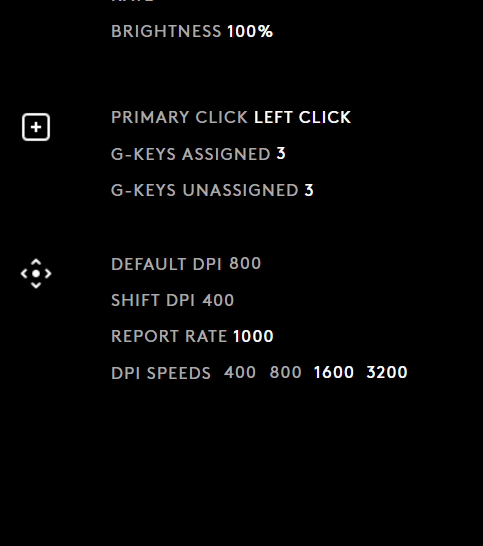 BRIGHTNESS 100%
PRIMARY CLICK LEFT CLICK
G-KEYS ASSIGNED 3
G-KEYS UNASSIGNED 3
DEFAULT DPI 800
SHIFT DPI 400
REPORT RATE 1000
DPI SPEEDS 400 800 1600 3200